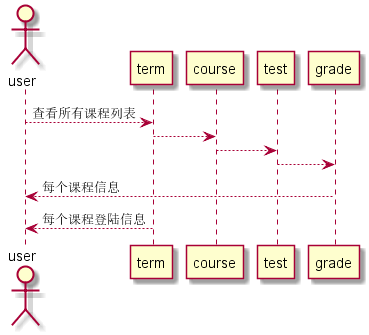 user
term
course
test
grade
查看所有课程列表
每个课程信息
每个课程登陆信息
user
term
course
test
grade